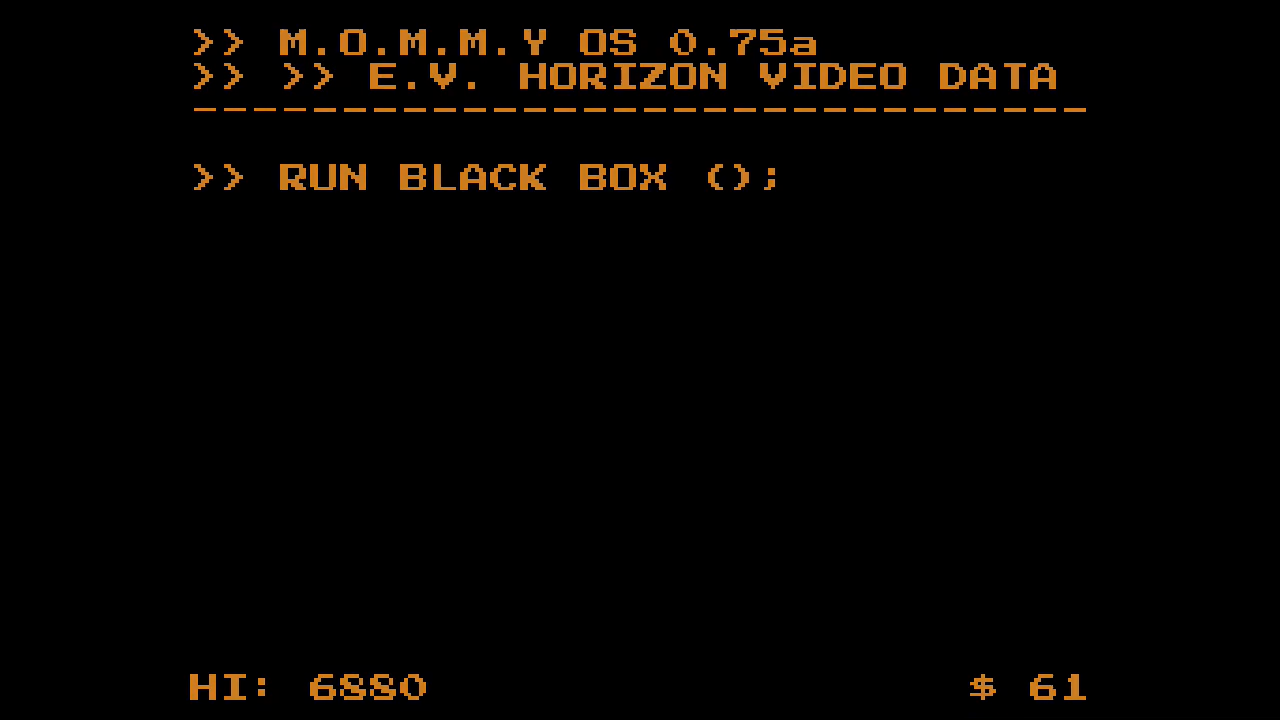 >> M.O.M.M.Y OS 0.75a
>> >> E.V. HORIZON VIDEO DATA
------------------------------
>> RUN BLACK BOX ();
HI: 6880
$ 61